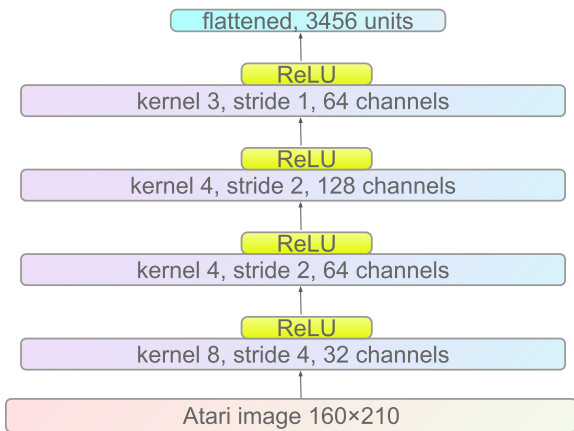 flattened, 3456 units
ReLU
kernel 3, stride 1, 64 channels
ReLU
kernel 4, stride 2, 128 channels
ReLU
kernel 4, stride 2, 64 channels
ReLU
kernel 8, stride 4, 32 channels
Atari image 160×210